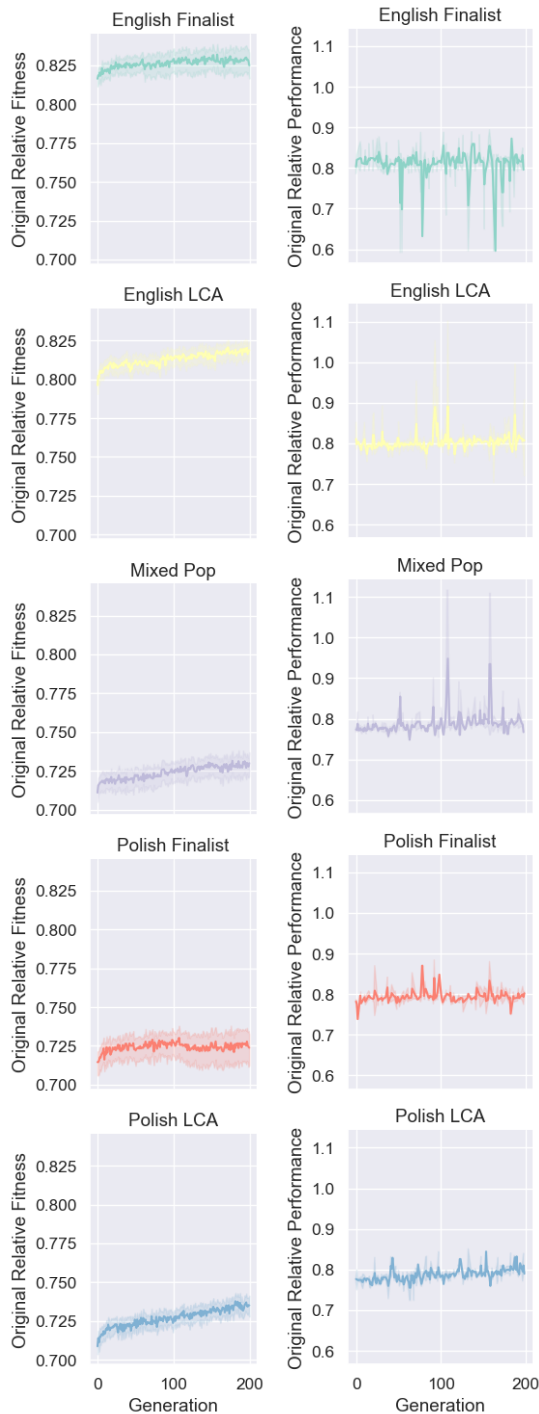 English Finalist
Original Relative Fitness
0.825
0.800
0.775
0.750
0.725
0.700
English Finalist
Original Relative Performance
1.1
1.0
0.9
0.8
0.7
0.6
English LCA
Original Relative Fitness
0.825
0.800
0.775
0.750
0.725
0.700
English LCA
Original Relative Performance
1.1
1.0
0.9
0.8
0.7
0.6
Mixed Pop
Original Relative Fitness
0.825
0.800
0.775
0.750
0.725
0.700
Mixed Pop
Original Relative Performance
1.1
1.0
0.9
0.8
0.7
0.6
Polish Finalist
Original Relative Fitness
0.825
0.800
0.775
0.750
0.725
0.700
Polish Finalist
Original Relative Performance
1.1
1.0
0.9
0.8
0.7
0.6
Polish LCA
Original Relative Fitness
0.825
0.800
0.775
0.750
0.725
0.700
0 100 200
Generation
Polish LCA
Original Relative Performance
1.1
1.0
0.9
0.8
0.7
0.6
0 100 200
Generation